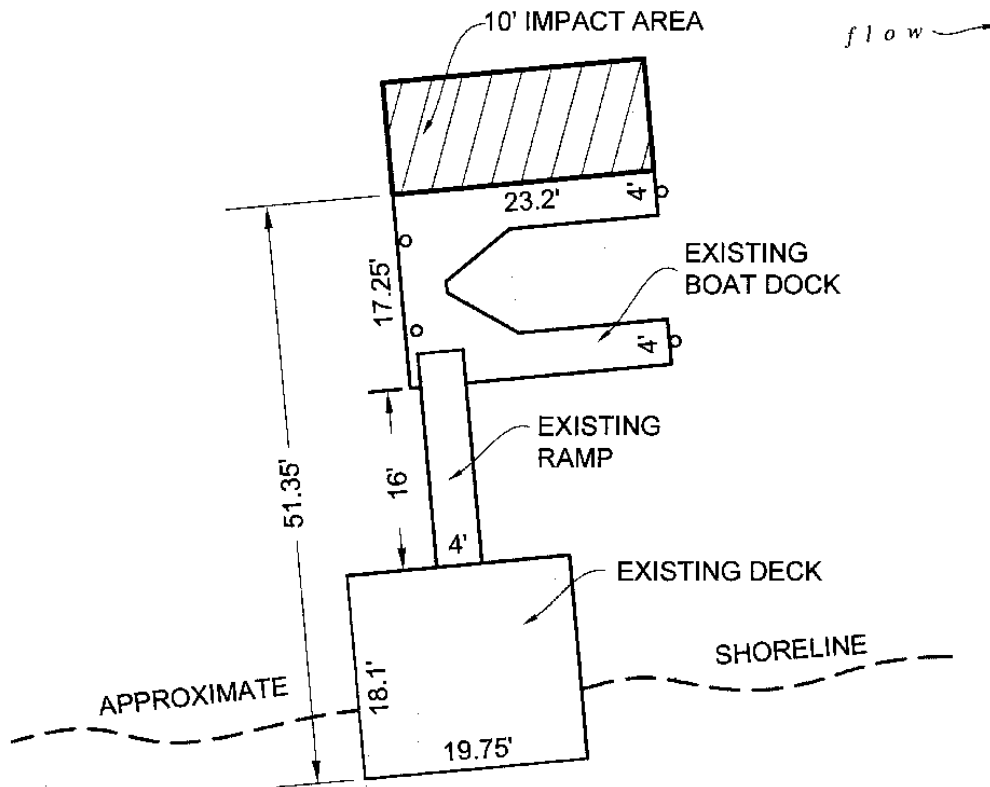 10' IMPACT AREA
flow
23.2'
4'
17.25'
EXISTING
BOAT DOCK
4'
EXISTING
RAMP
16'
51.35'
4'
EXISTING DECK
SHORELINE
APPROXIMATE
18.1'
19.75'